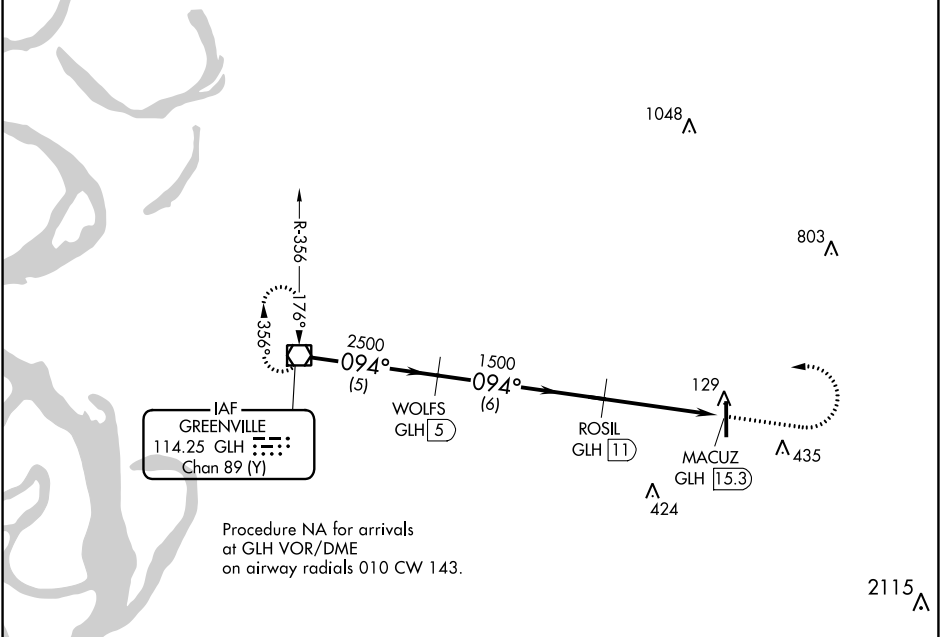 1048
803
R-356
176°
356°
2500
094°
(5)
1500
094°
(6)
129
WOLFS
GLH 5
ROSIL
GLH 11
MACUZ
GLH 15.3
435
424
IAF
GREENVILLE
114.25 GLH
Chan 89 (Y)
Procedure NA for arrivals
at GLH VOR/DME
on airway radials 010 CW 143.
2115